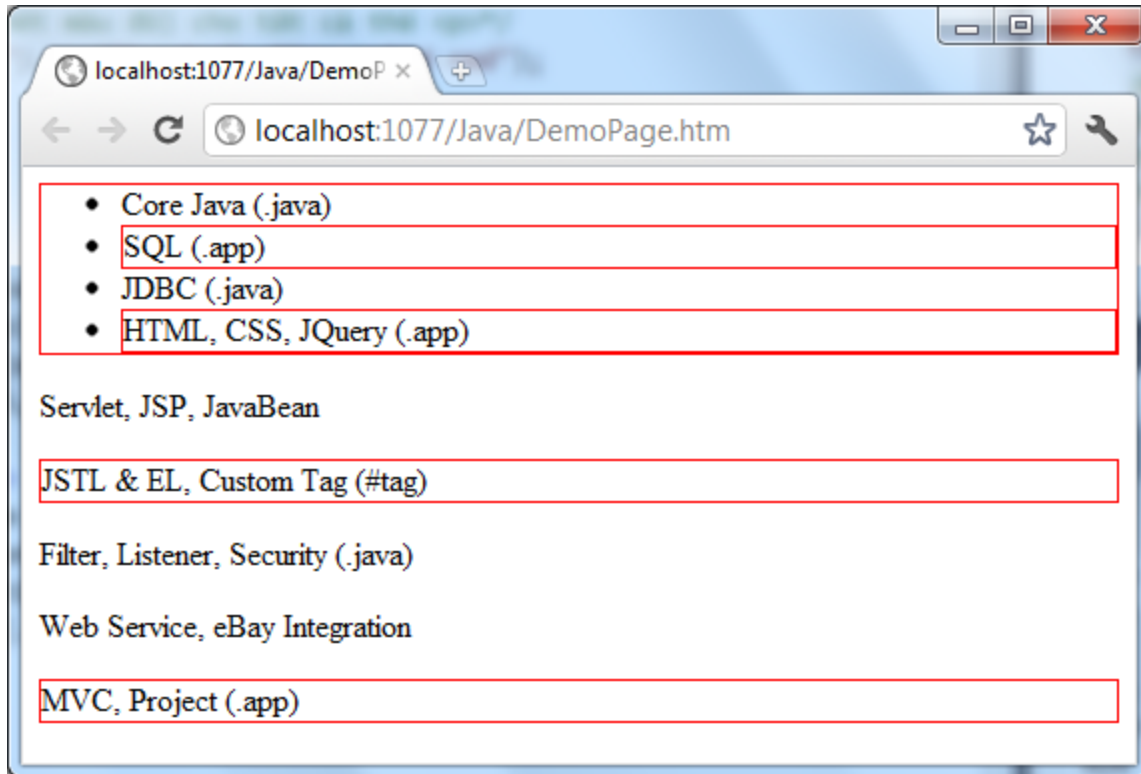 localhost:1077/Java/DemoP
localhost:1077/Java/DemoPage.htm
Core Java (.java)
SQL (.app)
JDBC (.java)
HTML, CSS, JQuery (.app)
Servlet, JSP, JavaBean
JSTL & EL, Custom Tag (#tag)
Filter, Listener, Security (.java)
Web Service, eBay Integration
MVC, Project (.app)